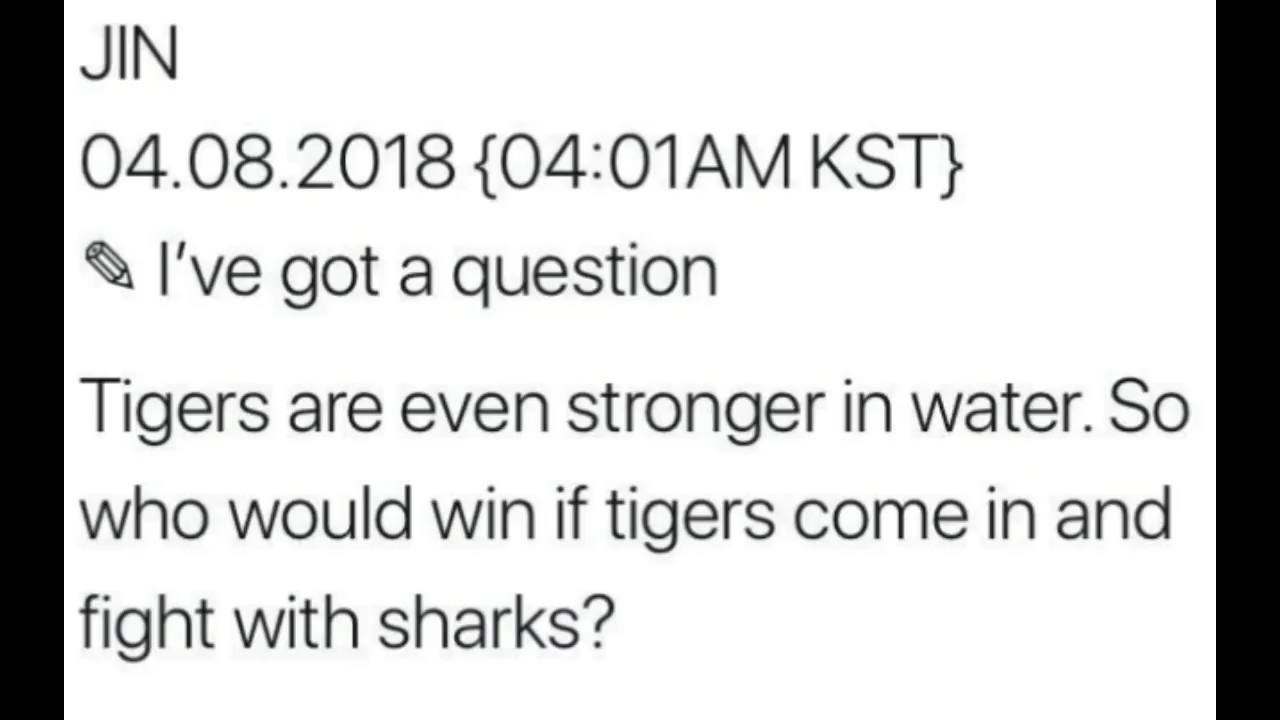 JIN
04.08.2018 {04:01AM KST}
✎ I’ve got a question
Tigers are even stronger in water. So
who would win if tigers come in and
fight with sharks?